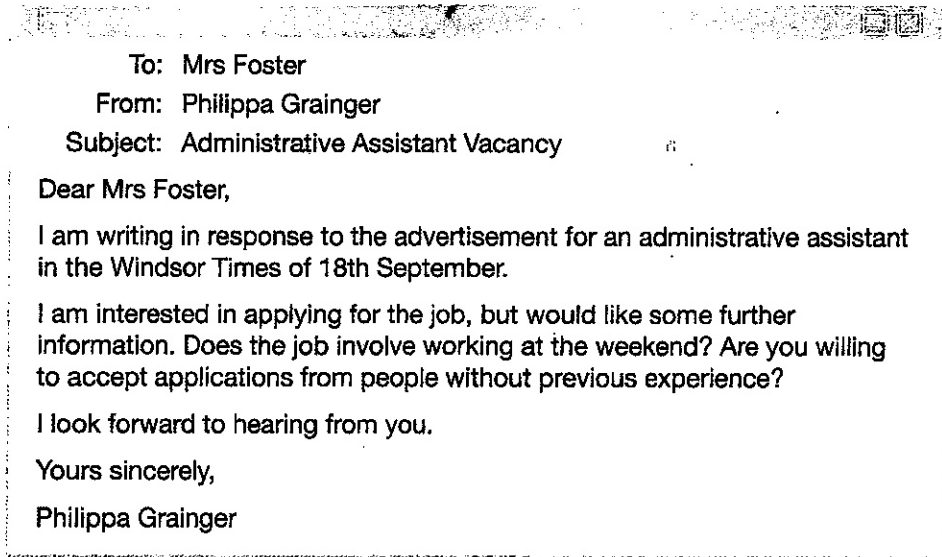 To: Mrs Foster
From: Philippa Grainger
Subject: Administrative Assistant Vacancy
Dear Mrs Foster,
I am writing in response to the advertisement for an administrative assistant
in the Windsor Times of 18th September.
I am interested in applying for the job, but would like some further
information. Does the job involve working at the weekend? Are you willing
to accept applications from people without previous experience?
I look forward to hearing from you.
Yours sincerely,
Philippa Grainger